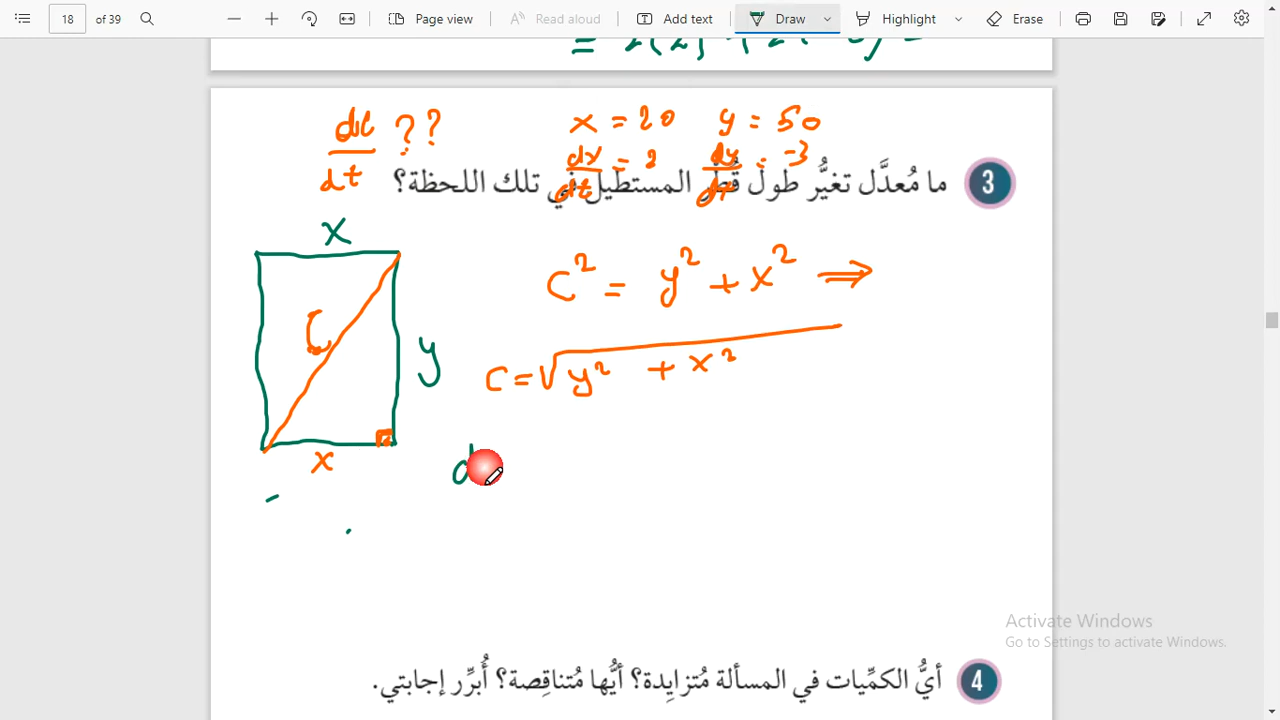 18 of 39 Page view Read aloud Add text Draw Highlight Erase
dc/dt ??
x = 20 y = 50
dx/dt = 2 dy/dt = -3
3 ما مُعدَّل تغيُّر طول قُطْر المستطيل في تلك اللحظة؟
x
C² = y² + x² ⇒
C
y
C = √y² + x²
x
d
Activate Windows
Go to Settings to activate Windows.
4 أيُّ الكمِّيات في المسألة مُتزايِدة؟ أيُّها مُتناقِصة؟ أُبرِّر إجابتي.